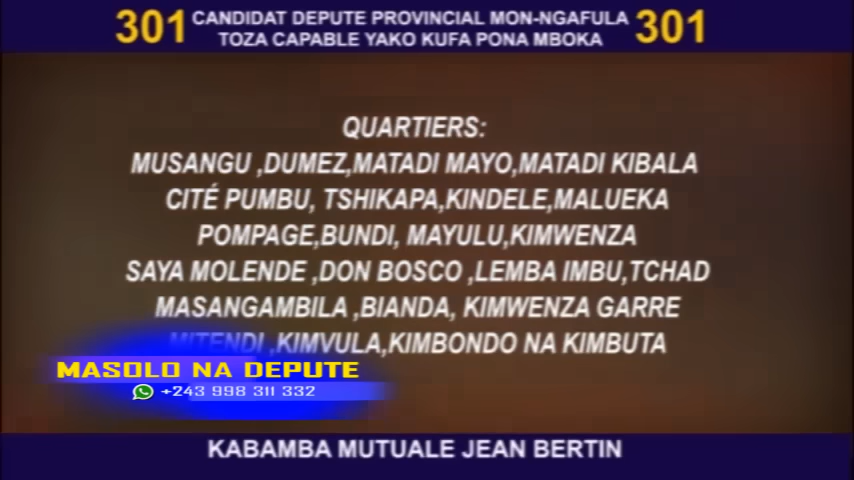 301 CANDIDAT DEPUTE PROVINCIAL MON-NGAFULA 301
TOZA CAPABLE YAKO KUFA PONA MBOKA
QUARTIERS:
MUSANGU ,DUMEZ,MATADI MAYO,MATADI KIBALA
CITÉ PUMBU, TSHIKAPA,KINDELE,MALUEKA
POMPAGE,BUNDI, MAYULU,KIMWENZA
SAYA MOLENDE ,DON BOSCO ,LEMBA IMBU,TCHAD
MASANGAMBILA ,BIANDA, KIMWENZA GARRE
MITENDI ,KIMVULA,KIMBONDO NA KIMBUTA
MASOLO NA DEPUTE
+243 998 311 332
KABAMBA MUTUALE JEAN BERTIN